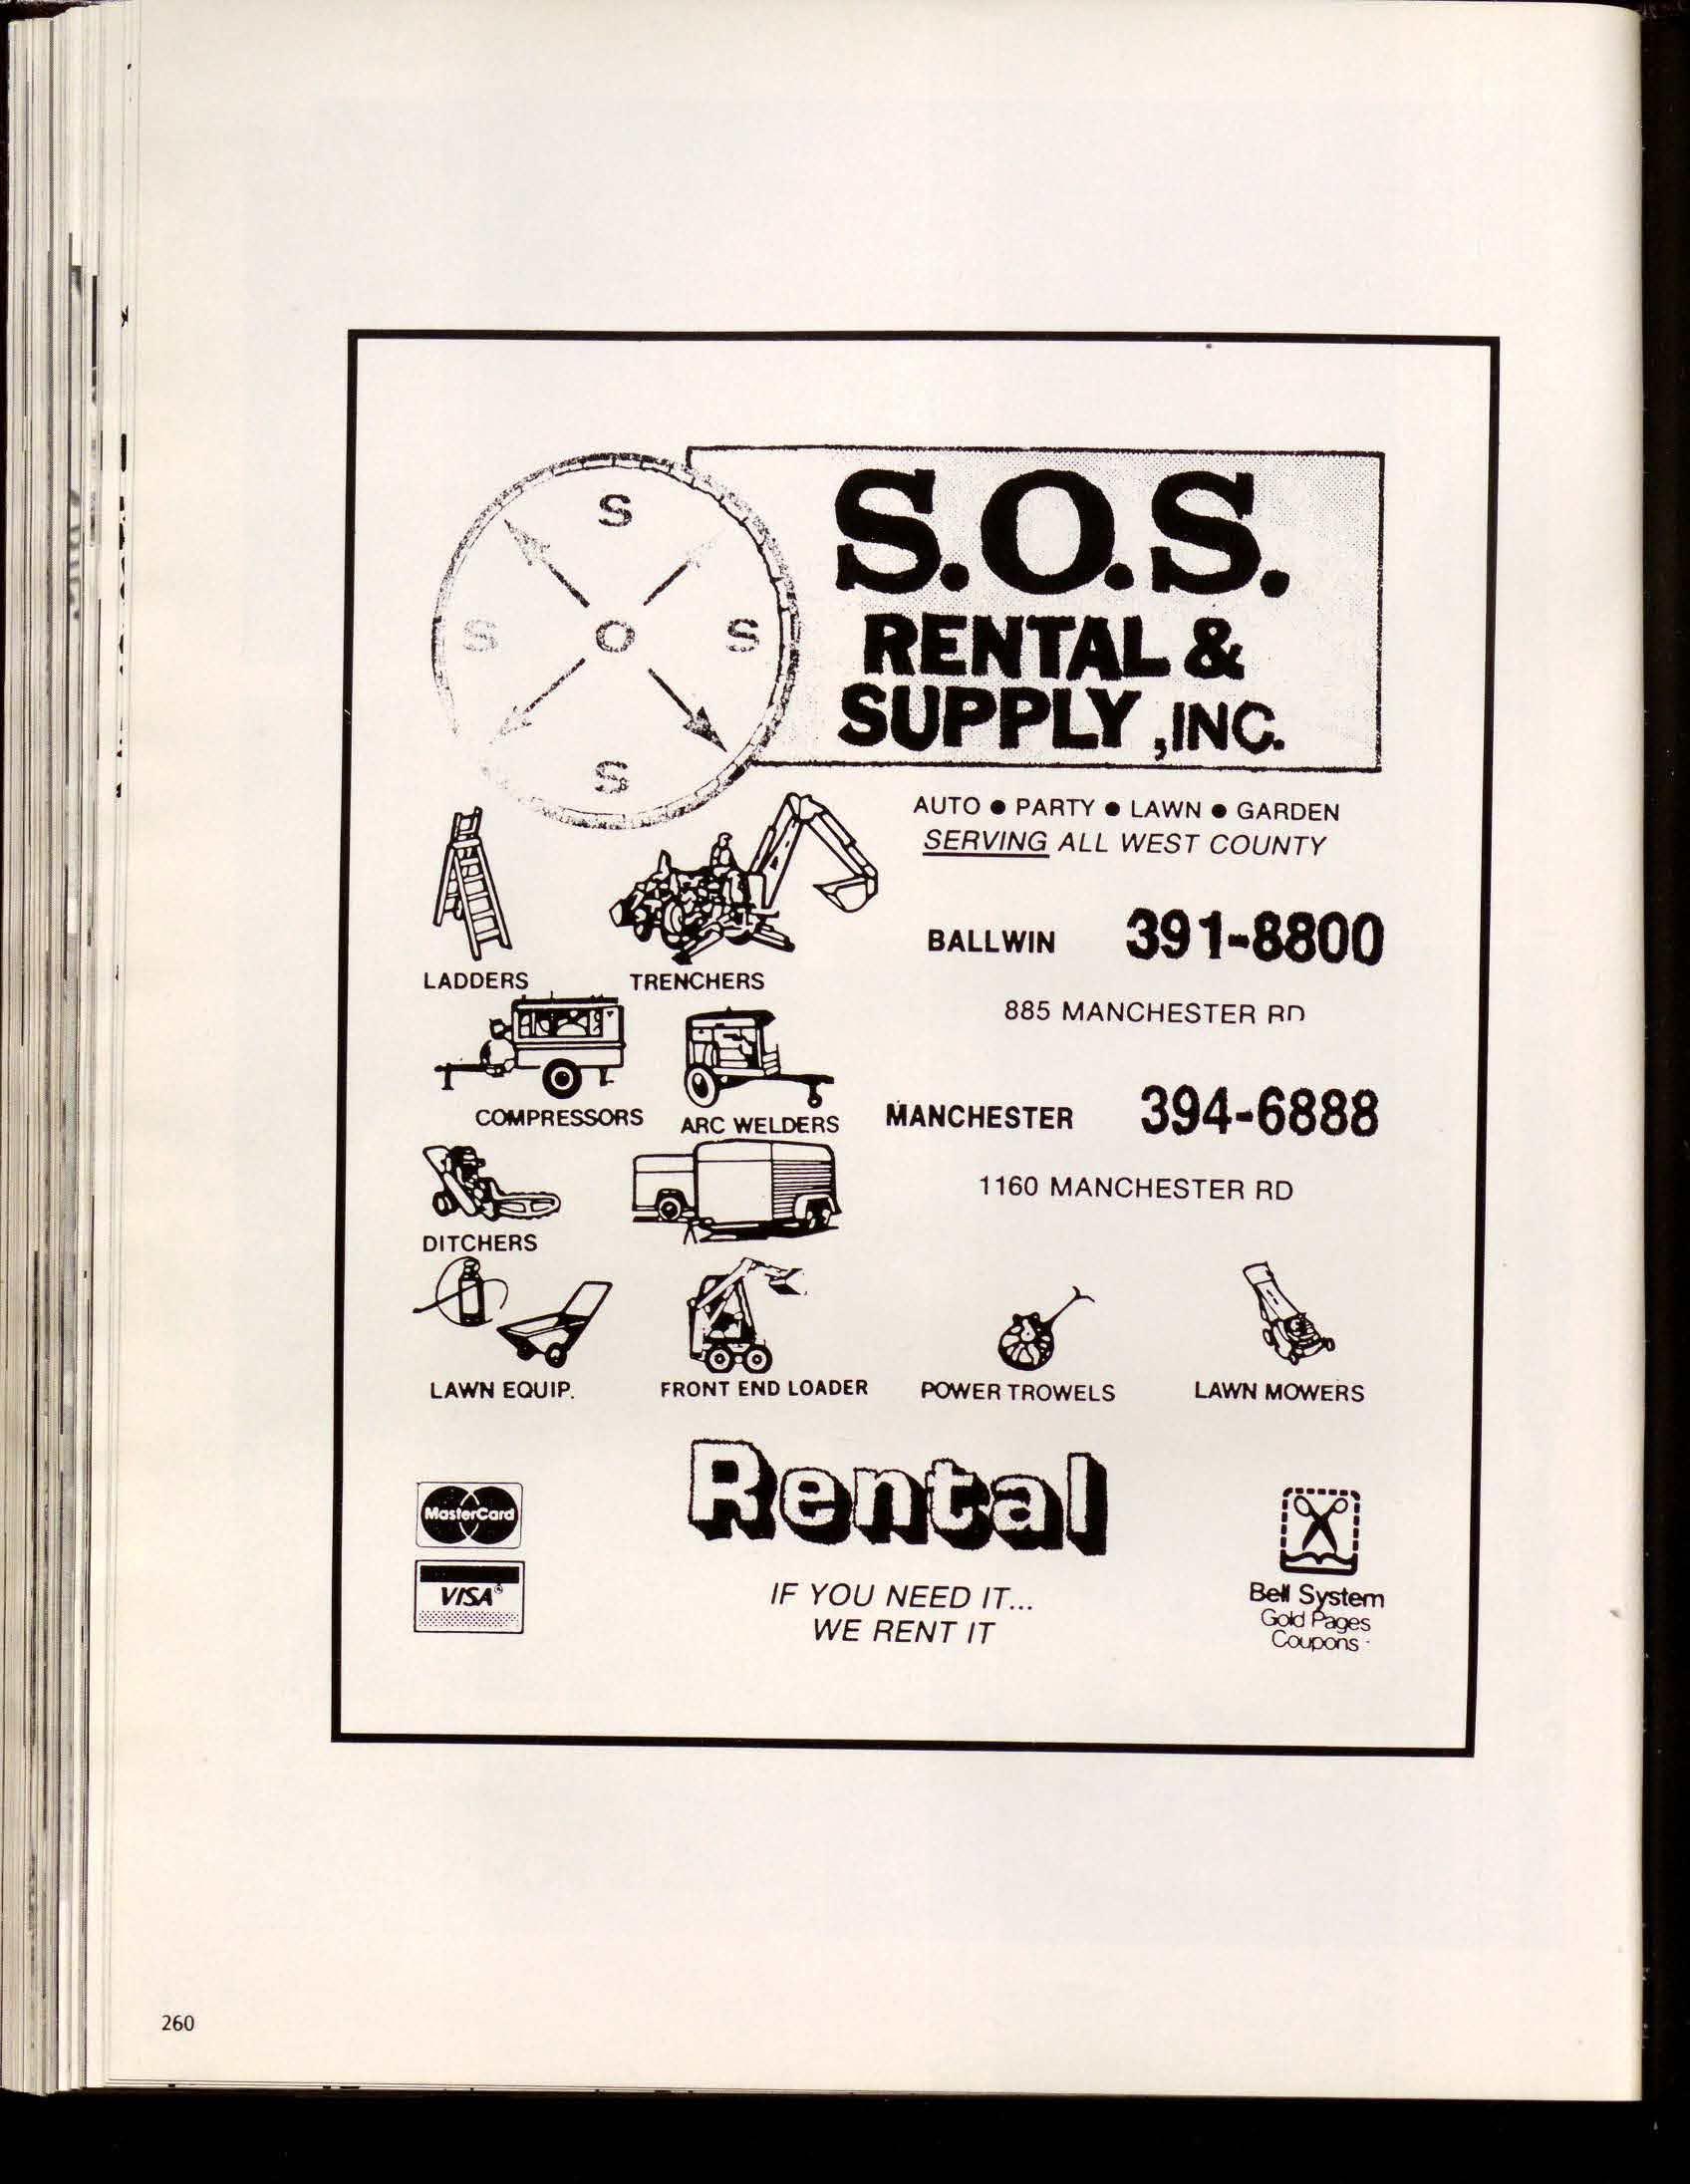 S
S O S
S
S.O.S.
RENTAL &
SUPPLY ,INC.
AUTO ● PARTY ● LAWN ● GARDEN
SERVING ALL WEST COUNTY
BALLWIN 391-8800
885 MANCHESTER RD
MANCHESTER 394-6888
1160 MANCHESTER RD
LADDERS TRENCHERS
COMPRESSORS ARC WELDERS
DITCHERS
LAWN EQUIP. FRONT END LOADER POWER TROWELS LAWN MOWERS
Rental
MasterCard
VISA®
IF YOU NEED IT...
WE RENT IT
Bell System
Gold Pages
Coupons
260